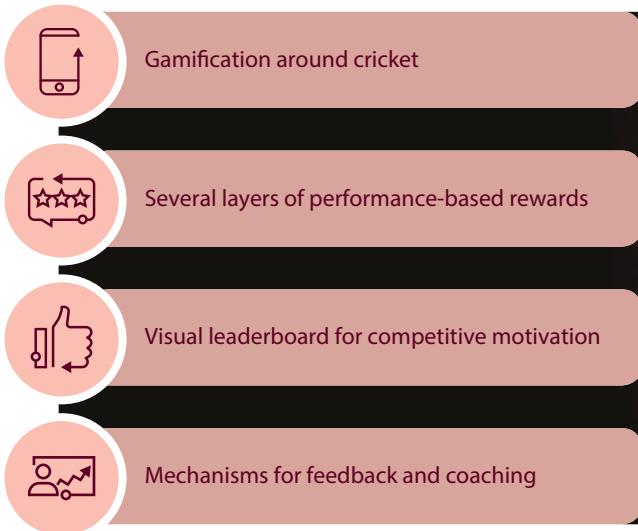 Gamification around cricket
Several layers of performance-based rewards
Visual leaderboard for competitive motivation
Mechanisms for feedback and coaching